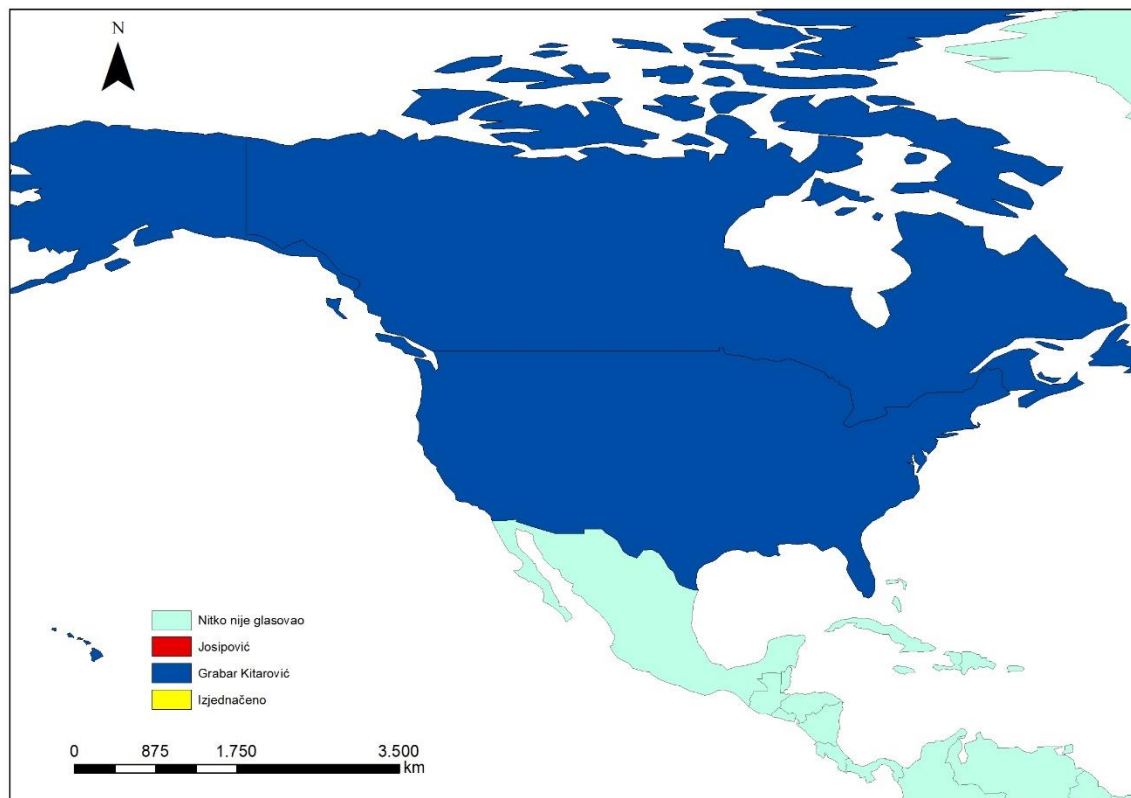 N
Nitko nije glasovao
Josipović
Grabar Kitarović
Izjednačeno
0 875 1.750 3.500
km